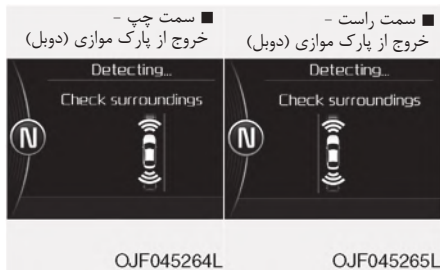 ■ سمت راست -
خروج از پارک موازی (دوبل)
Detecting...
Check surroundings
N
OJF045265L
■ سمت چپ -
خروج از پارک موازی (دوبل)
Detecting...
Check surroundings
N
OJF045264L